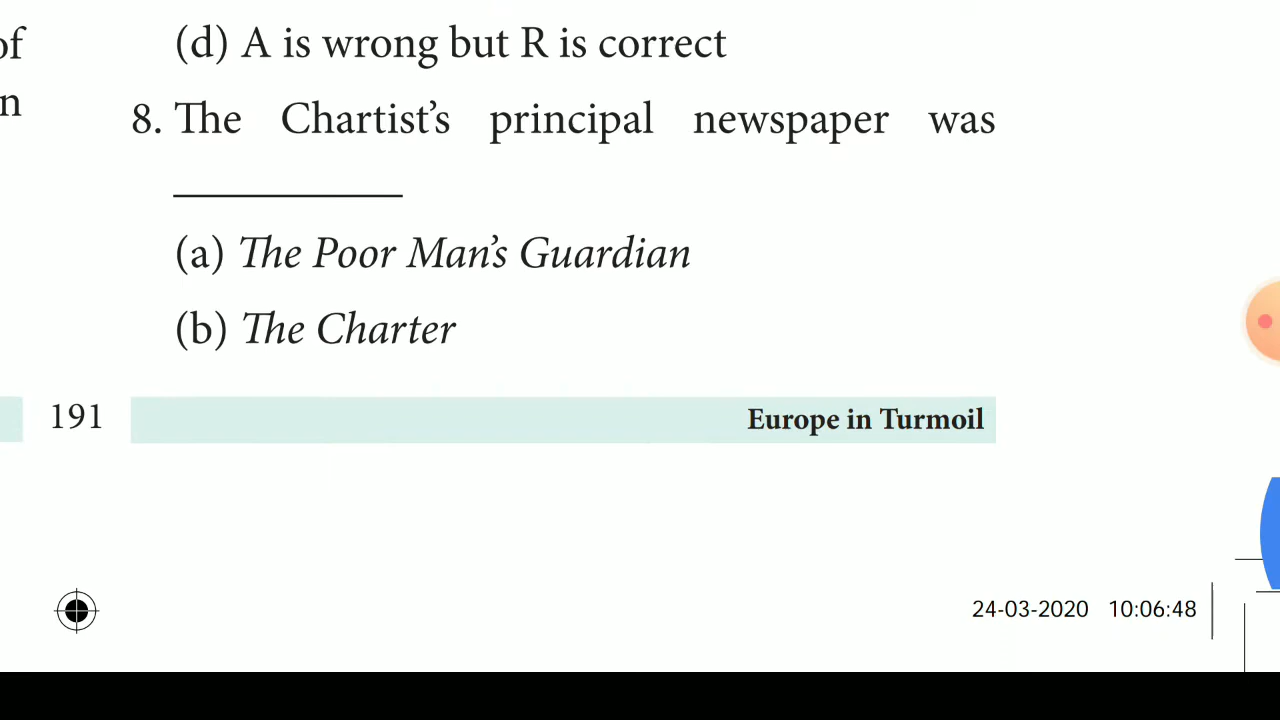 of
n
(d) A is wrong but R is correct
8. The Chartist’s principal newspaper was
(a) The Poor Man’s Guardian
(b) The Charter
191
Europe in Turmoil
24-03-2020 10:06:48